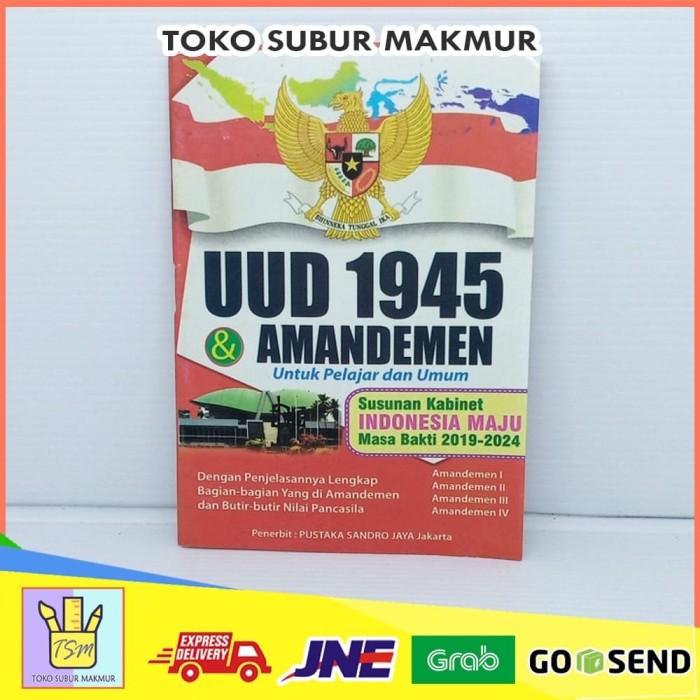 TOKO SUBUR MAKMUR
BHINNEKA TUNGGAL IKA
UUD 1945
& AMANDEMEN
Untuk Pelajar dan Umum
Susunan Kabinet
INDONESIA MAJU
Masa Bakti 2019-2024
Dengan Penjelasannya Lengkap
Bagian-bagian Yang di Amandemen
dan Butir-butir Nilai Pancasila
Amandemen I
Amandemen II
Amandemen III
Amandemen IV
Penerbit : PUSTAKA SANDRO JAYA Jakarta
TSM
TOKO SUBUR MAKMUR
EXPRESS
DELIVERY
JNE
Grab
GO SEND